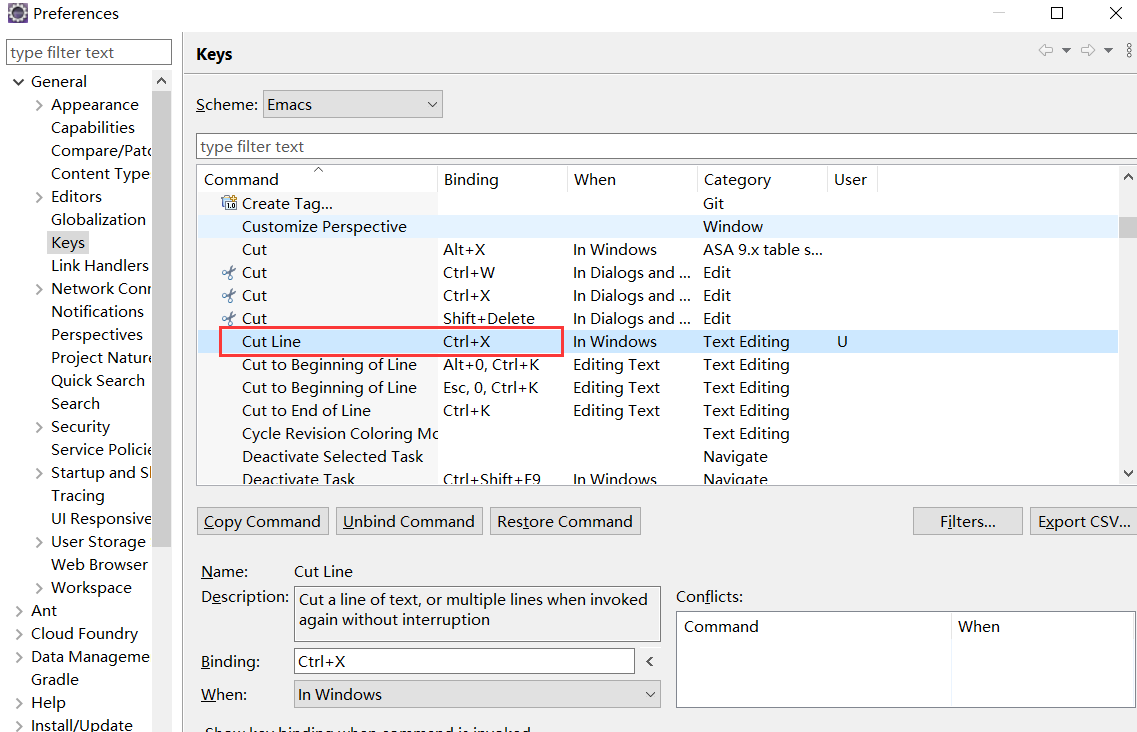 Preferences
type filter text
General
Appearance
Capabilities
Compare/Patc
Content Type
Editors
Globalization
Keys
Link Handlers
Network Conn
Notifications
Perspectives
Project Nature
Quick Search
Search
Security
Service Policie
Startup and Sh
Tracing
UI Responsive
User Storage
Web Browser
Workspace
Ant
Cloud Foundry
Data Manageme
Gradle
Help
Install/Update
Keys
Scheme: Emacs
type filter text
Command Binding When Category User
Create Tag... Git
Customize Perspective Window
Cut Alt+X In Windows ASA 9.x table s...
Cut Ctrl+W In Dialogs and ... Edit
Cut Ctrl+X In Dialogs and ... Edit
Cut Shift+Delete In Dialogs and ... Edit
Cut Line Ctrl+X In Windows Text Editing U
Cut to Beginning of Line Alt+0, Ctrl+K Editing Text Text Editing
Cut to Beginning of Line Esc, 0, Ctrl+K Editing Text Text Editing
Cut to End of Line Ctrl+K Editing Text Text Editing
Cycle Revision Coloring Mo Text Editing
Deactivate Selected Task Navigate
Deactivate Task Ctrl+Shift+F9 In Windows Navigate
Copy Command Unbind Command Restore Command Filters... Export CSV...
Name: Cut Line
Description: Cut a line of text, or multiple lines when invoked
again without interruption
Binding: Ctrl+X <
When: In Windows
Conflicts:
Command When
Show key binding when command is invoked